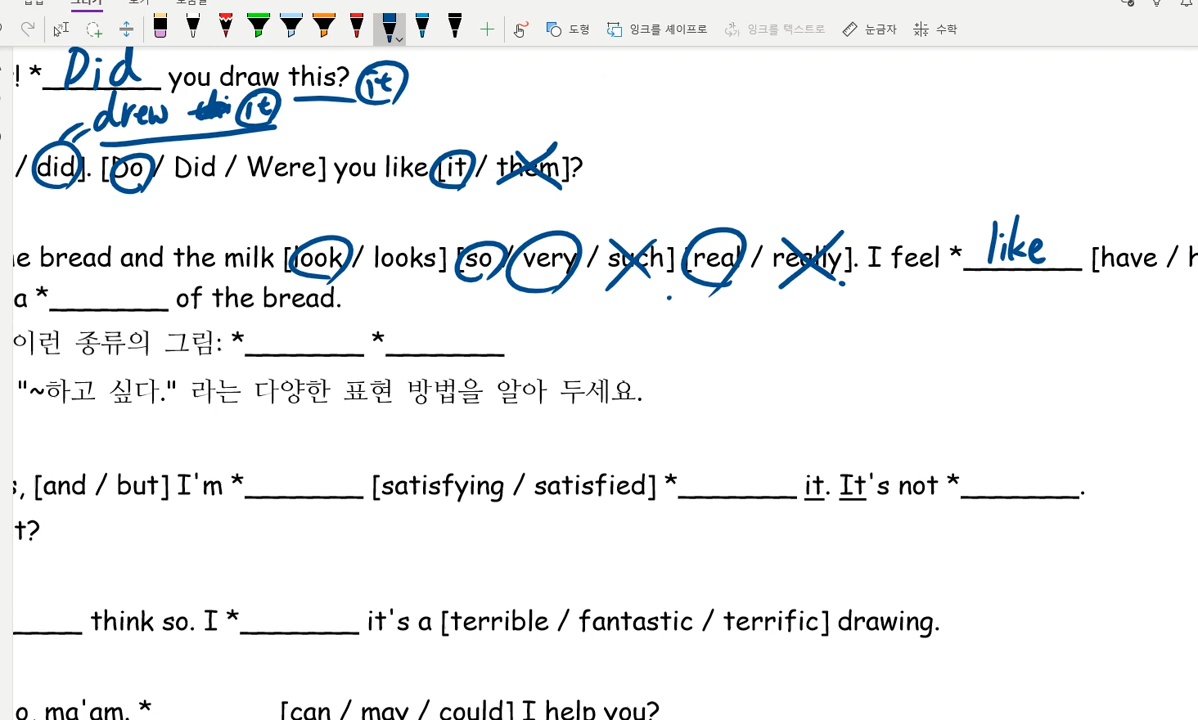 도형 잉크를 셰이프로 잉크를 텍스트로 눈금자 수학
! *Did you draw this? it
drew it
/ did]. [Do / Did / Were] you like [it / them]?
e bread and the milk [look / looks] [so / very / such] [real / really]. I feel *like [have / h
a *________ of the bread.
이런 종류의 그림: *________ *________
"~하고 싶다." 라는 다양한 표현 방법을 알아 두세요.
s, [and / but] I'm *________ [satisfying / satisfied] *________ it. It's not *________.
t?
_____ think so. I *________ it's a [terrible / fantastic / terrific] drawing.
o, ma'am. *________ [can / may / could] I help you?